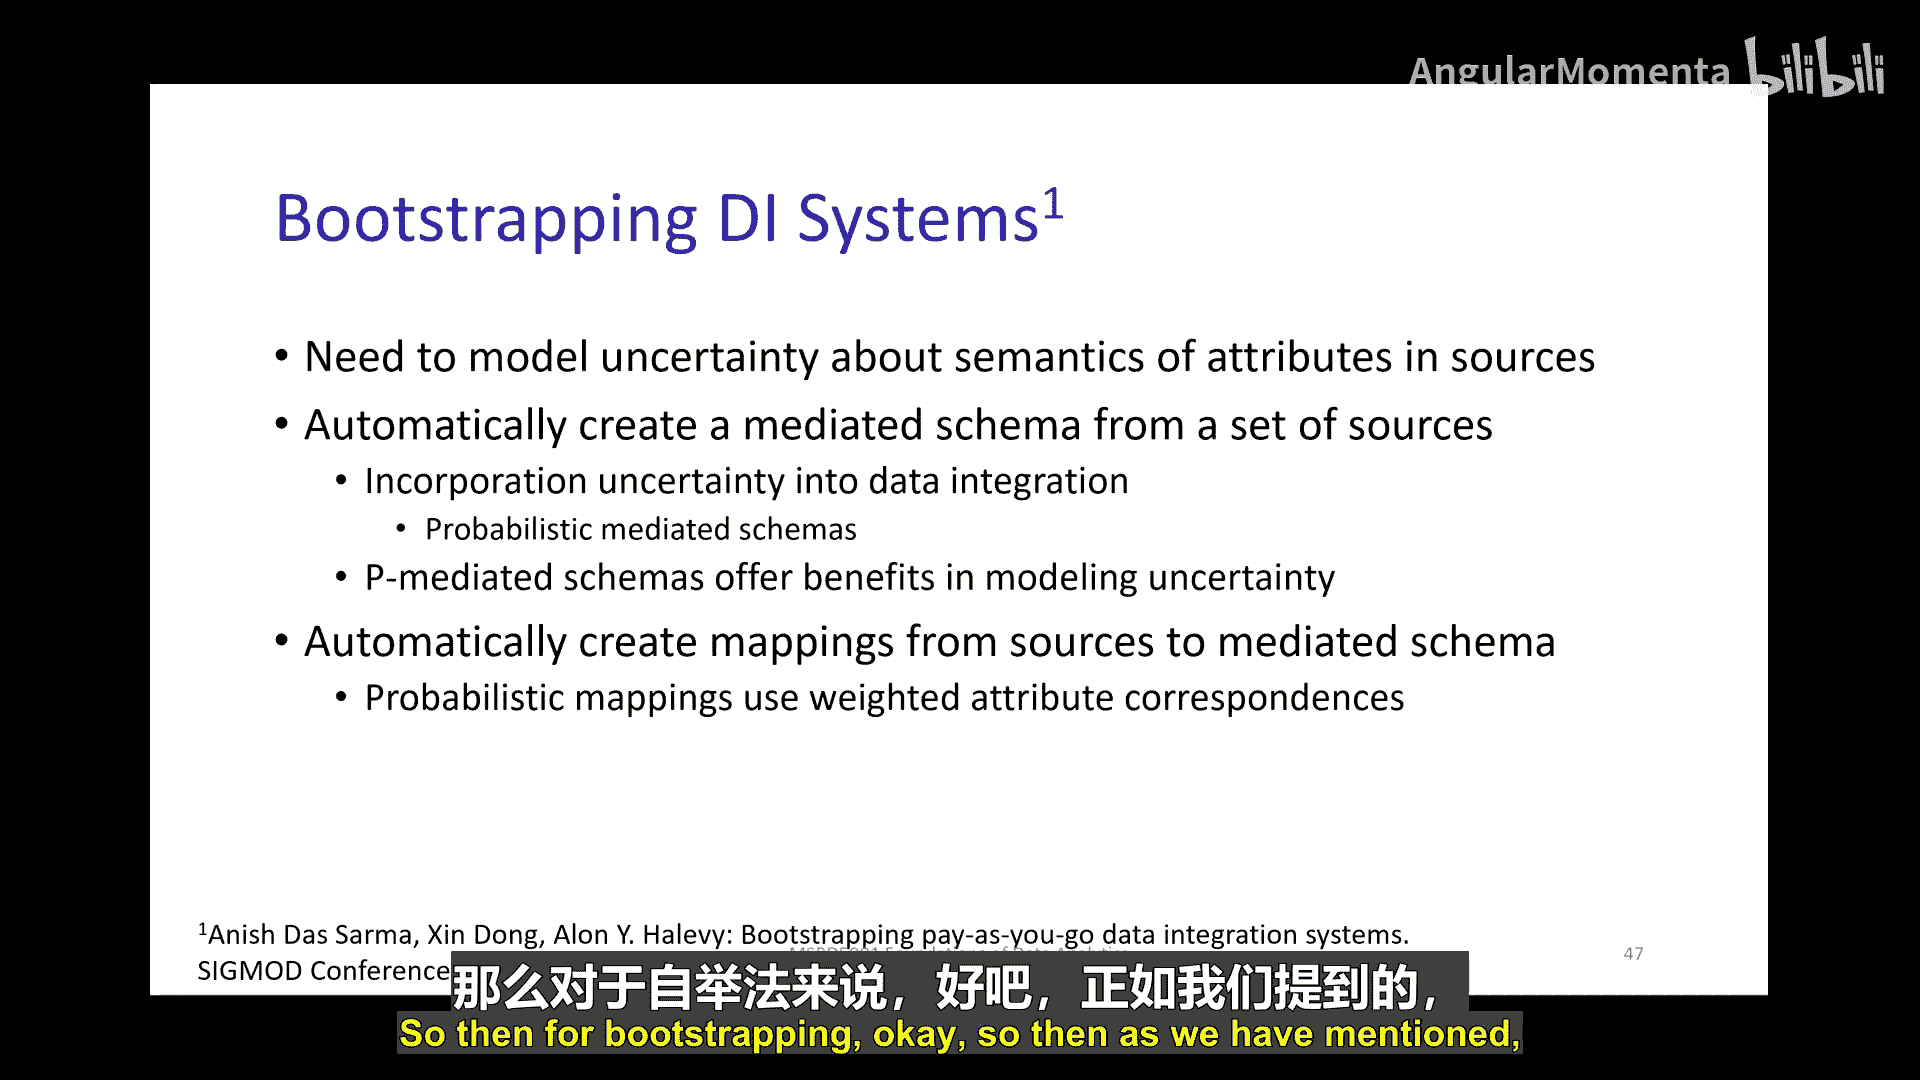 AngularMomenta bilibili
Bootstrapping DI Systems¹
• Need to model uncertainty about semantics of attributes in sources
• Automatically create a mediated schema from a set of sources
• Incorporation uncertainty into data integration
• Probabilistic mediated schemas
• P-mediated schemas offer benefits in modeling uncertainty
• Automatically create mappings from sources to mediated schema
• Probabilistic mappings use weighted attribute correspondences
¹Anish Das Sarma, Xin Dong, Alon Y. Halevy: Bootstrapping pay-as-you-go data integration systems.
47
SIGMOD Conference
那么对于自举法来说，好吧，正如我们提到的，
So then for bootstrapping, okay, so then as we have mentioned,